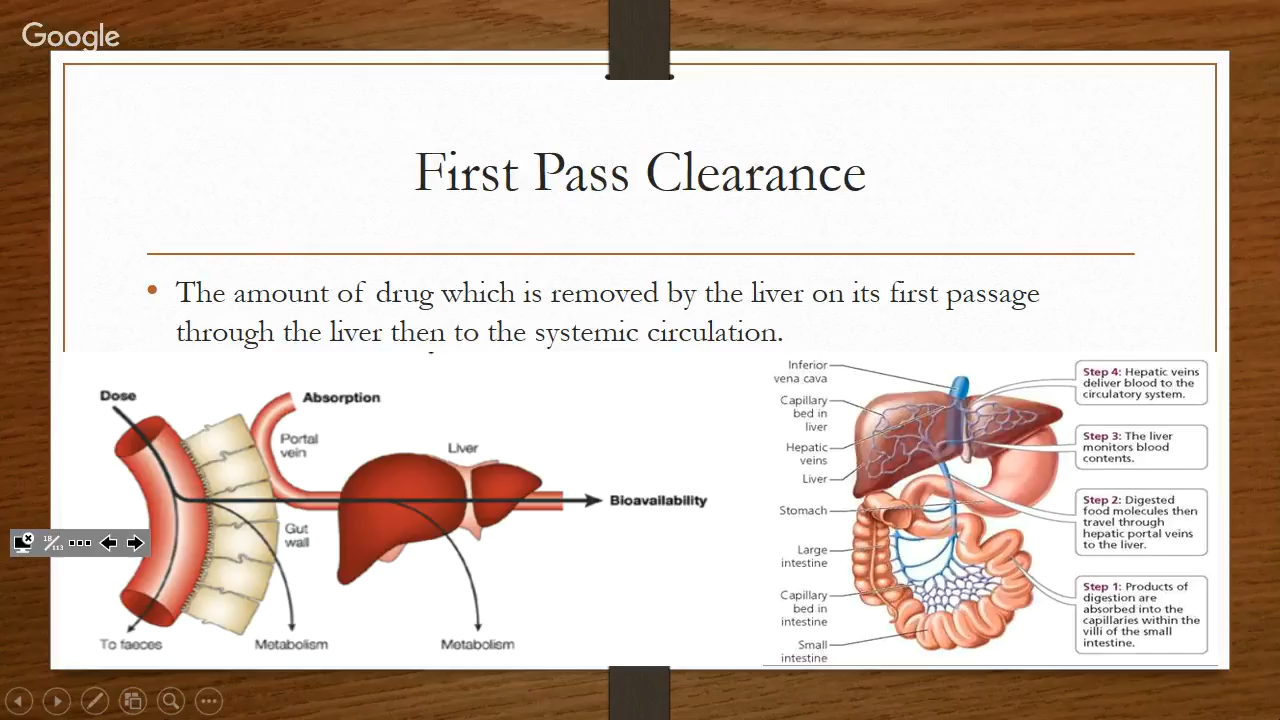 Google
First Pass Clearance
• The amount of drug which is removed by the liver on its first passage
through the liver then to the systemic circulation.
Dose
Absorption
Portal
vein
Liver
Bioavailability
Gut
wall
To faeces
Metabolism
Metabolism
Inferior
vena cava
Capillary
bed in
liver
Hepatic
veins
Liver
Stomach
Large
intestine
Capillary
bed in
intestine
Small
intestine
Step 4: Hepatic veins
deliver blood to the
circulatory system.
Step 3: The liver
monitors blood
contents.
Step 2: Digested
food molecules then
travel through
hepatic portal veins
to the liver.
Step 1: Products of
digestion are
absorbed into the
capillaries within the
villi of the small
intestine.
18/113